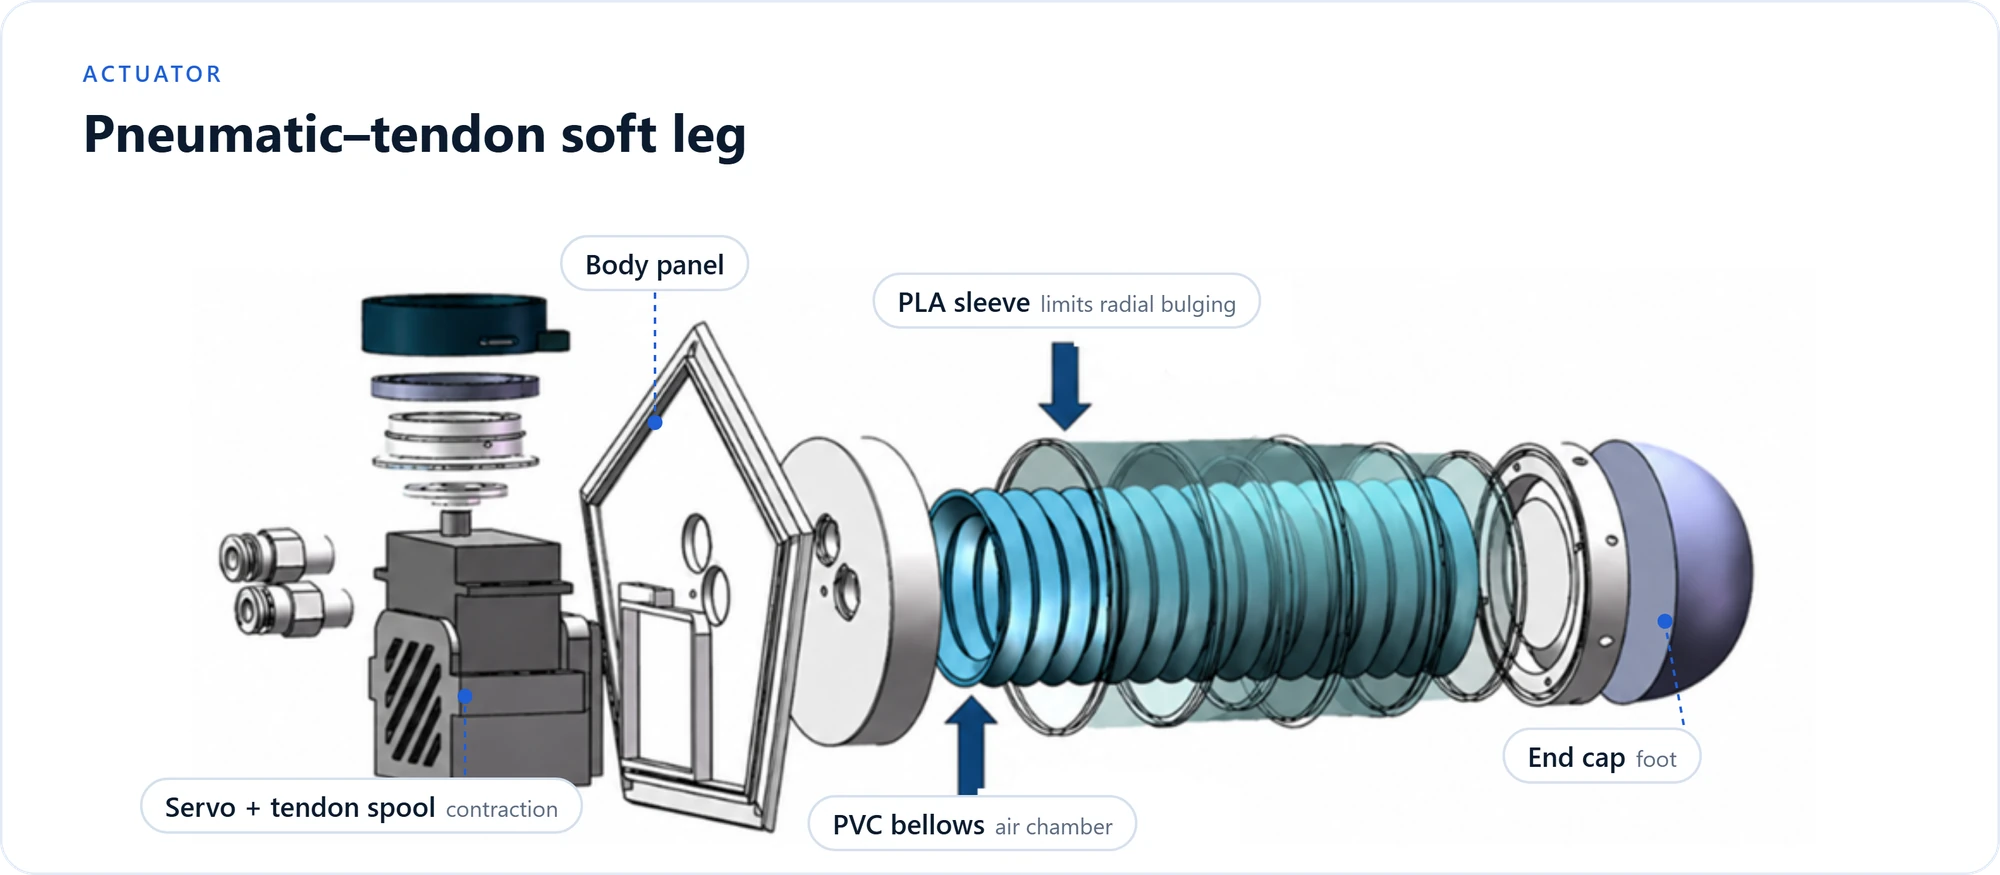 ACTUATOR
Pneumatic–tendon soft leg
Body panel
PLA sleeve limits radial bulging
Servo + tendon spool contraction
PVC bellows air chamber
End cap foot